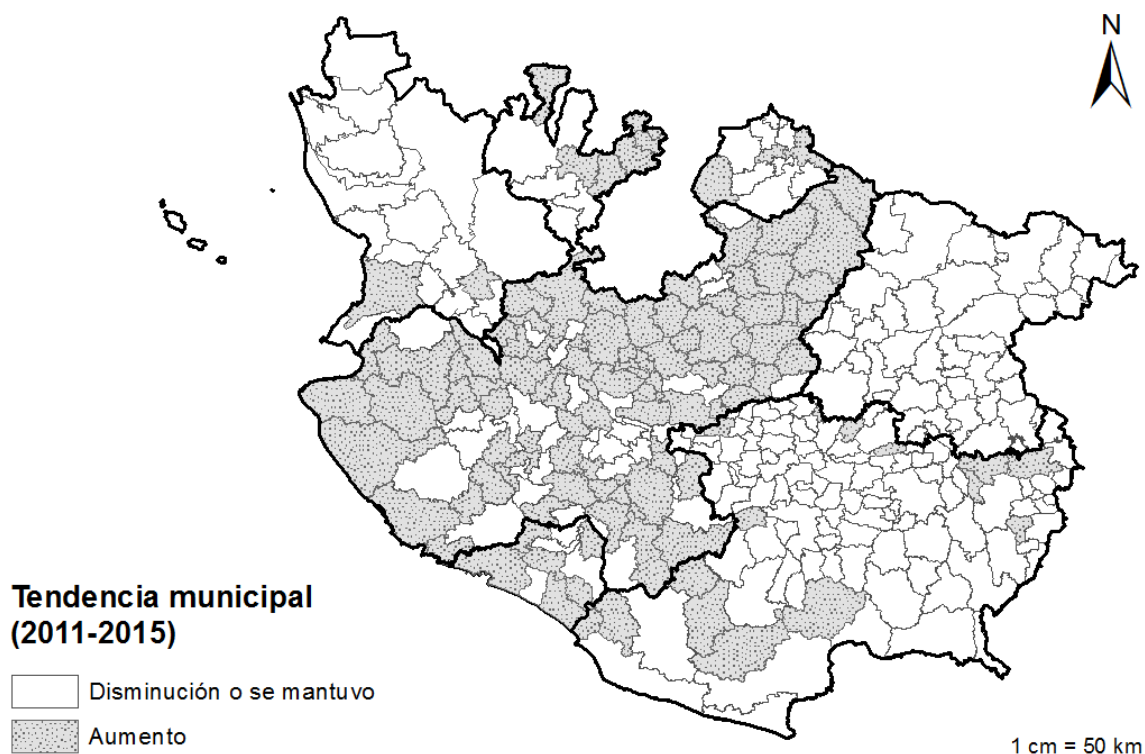 N
Tendencia municipal
(2011-2015)
Disminución o se mantuvo
Aumento
1 cm = 50 km